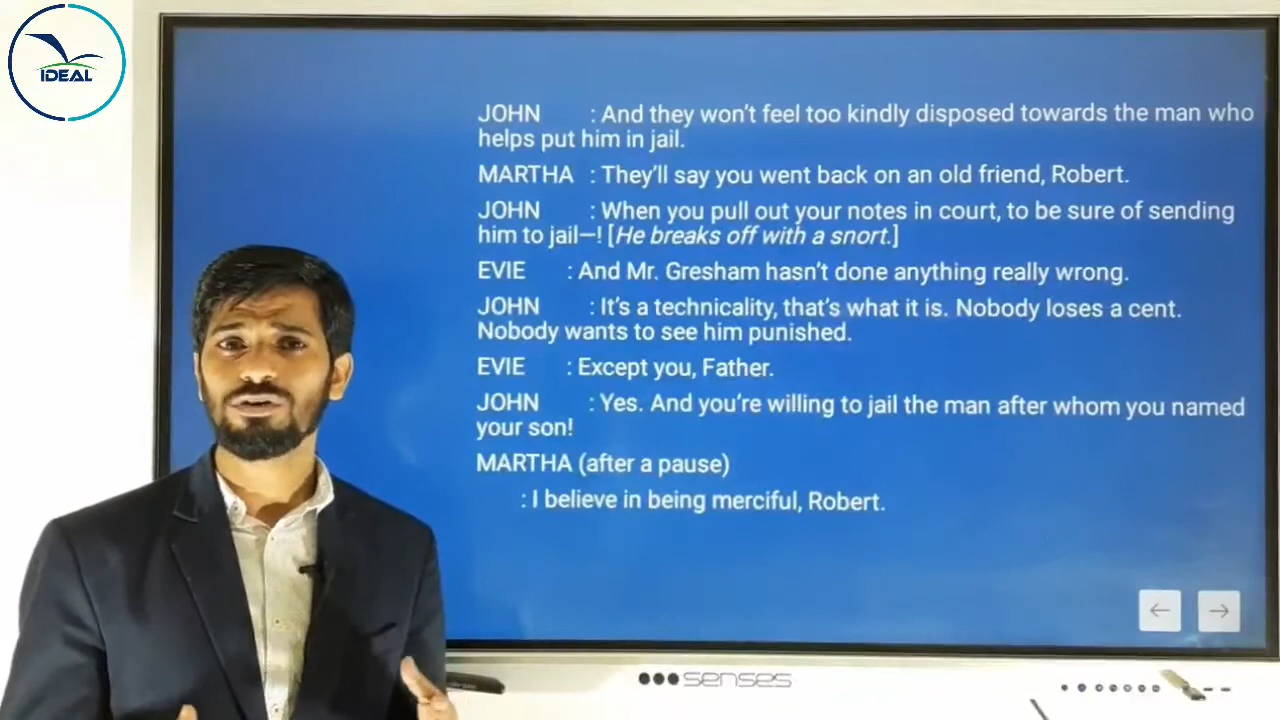 IDEAL
JOHN : And they won't feel too kindly disposed towards the man who
helps put him in jail.
MARTHA : They'll say you went back on an old friend, Robert.
JOHN : When you pull out your notes in court, to be sure of sending
him to jail—! [He breaks off with a snort.]
EVIE : And Mr. Gresham hasn't done anything really wrong.
JOHN : It's a technicality, that's what it is. Nobody loses a cent.
Nobody wants to see him punished.
EVIE : Except you, Father.
JOHN : Yes. And you're willing to jail the man after whom you named
your son!
MARTHA (after a pause)
: I believe in being merciful, Robert.
senses